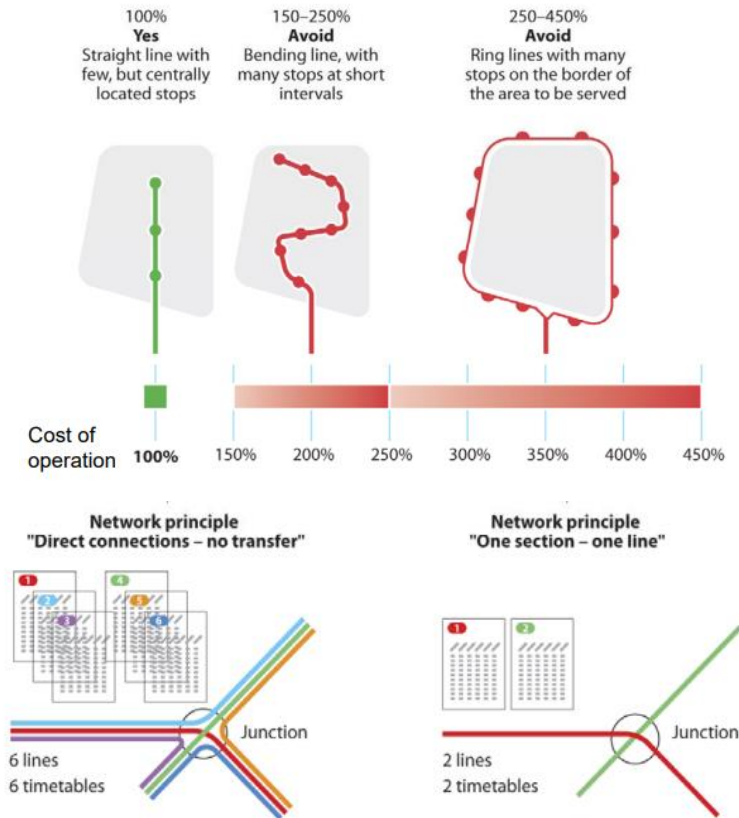 100%
Yes
Straight line with
few, but centrally
located stops
150–250%
Avoid
Bending line, with
many stops at short
intervals
250–450%
Avoid
Ring lines with many
stops on the border of
the area to be served
Cost of
operation
100%
150%
200%
250%
300%
350%
400%
450%
Network principle
"Direct connections – no transfer"
1
2
3
4
5
6
Junction
6 lines
6 timetables
Network principle
"One section – one line"
1
2
Junction
2 lines
2 timetables